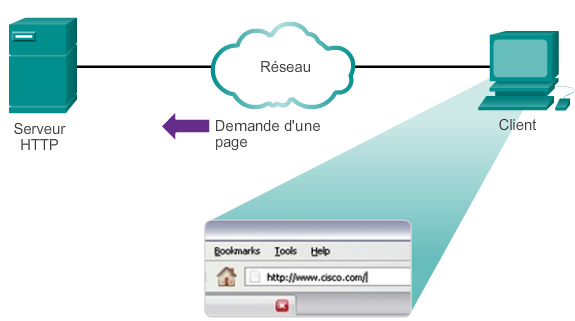 Réseau
Serveur
HTTP
Demande d'une
page
Client
Bookmarks Tools Help
http://www.cisco.com/